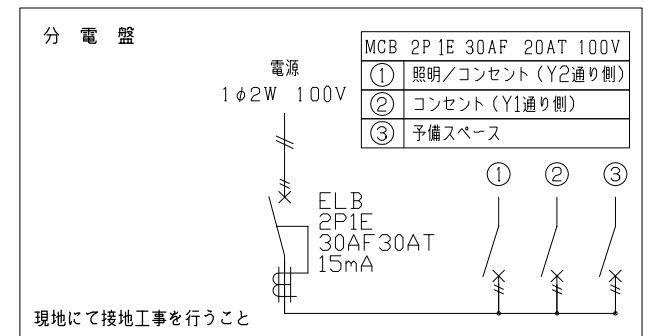 分電盤
MCB 2P1E 30AF 20AT 100V
① 照明／コンセント（Y2通り側）
② コンセント（Y1通り側）
③ 予備スペース
電源
1φ2W 100V
① ② ③
ELB
2P1E
30AF30AT
15mA
現地にて接地工事を行うこと